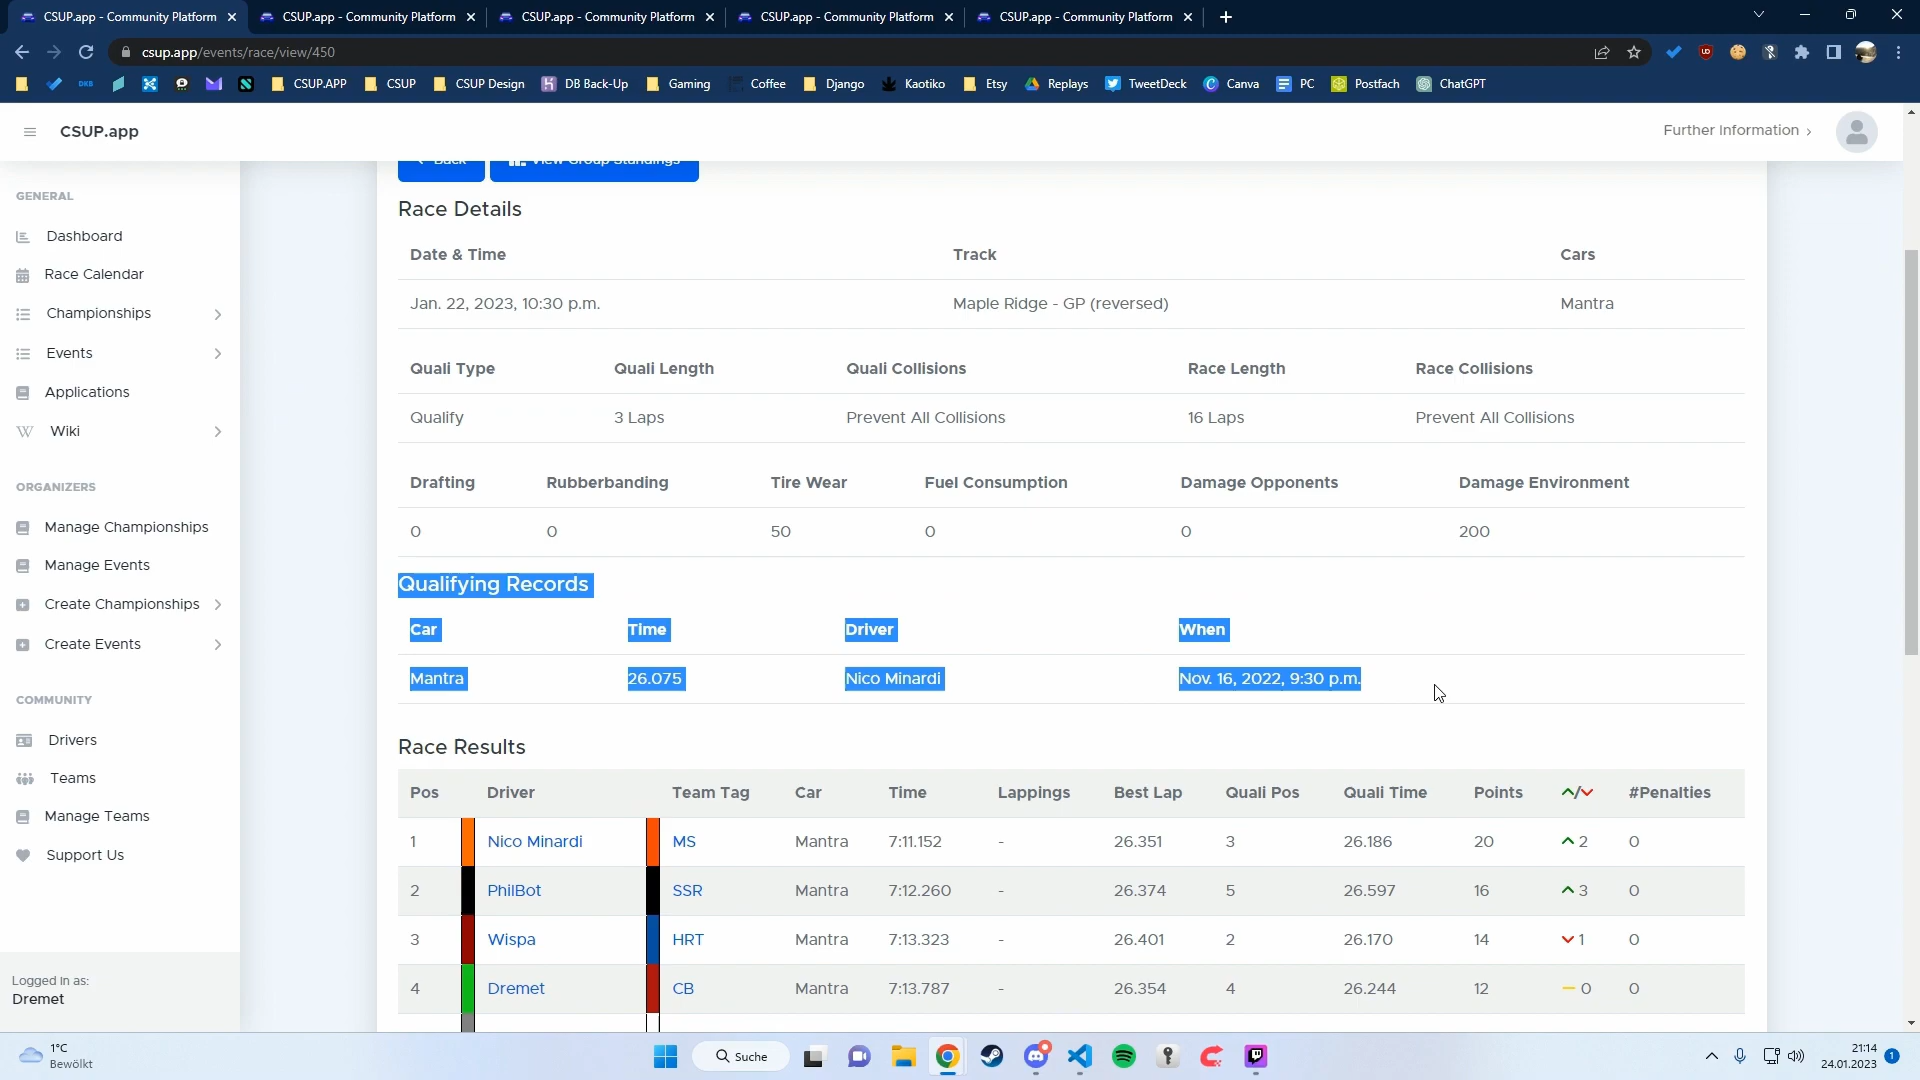 CSUP.app - Community Platform
CSUP.app - Community Platform
CSUP.app - Community Platform
CSUP.app - Community Platform
CSUP.app - Community Platform
csup.app/events/race/view/450
DKB CSUP.APP CSUP CSUP Design DB Back-Up Gaming Coffee Django Kaotiko Etsy Replays TweetDeck Canva PC Postfach ChatGPT
CSUP.app
Further Information
GENERAL
Dashboard
Race Calendar
Championships
Events
Applications
Wiki
ORGANIZERS
Manage Championships
Manage Events
Create Championships
Create Events
COMMUNITY
Drivers
Teams
Manage Teams
Support Us
Logged in as:
Dremet
Back View Group Standings
Race Details
Date & Time Track Cars
Jan. 22, 2023, 10:30 p.m. Maple Ridge - GP (reversed) Mantra
Quali Type Quali Length Quali Collisions Race Length Race Collisions
Qualify 3 Laps Prevent All Collisions 16 Laps Prevent All Collisions
Drafting Rubberbanding Tire Wear Fuel Consumption Damage Opponents Damage Environment
0 0 50 0 0 200
Qualifying Records
Car Time Driver When
Mantra 26.075 Nico Minardi Nov. 16, 2022, 9:30 p.m.
Race Results
Pos Driver Team Tag Car Time Lappings Best Lap Quali Pos Quali Time Points / #Penalties
1 Nico Minardi MS Mantra 7:11.152 - 26.351 3 26.186 20 2 0
2 PhilBot SSR Mantra 7:12.260 - 26.374 5 26.597 16 3 0
3 Wispa HRT Mantra 7:13.323 - 26.401 2 26.170 14 1 0
4 Dremet CB Mantra 7:13.787 - 26.354 4 26.244 12 0 0
1°C
Bewölkt
Suche
21:14
24.01.2023
1